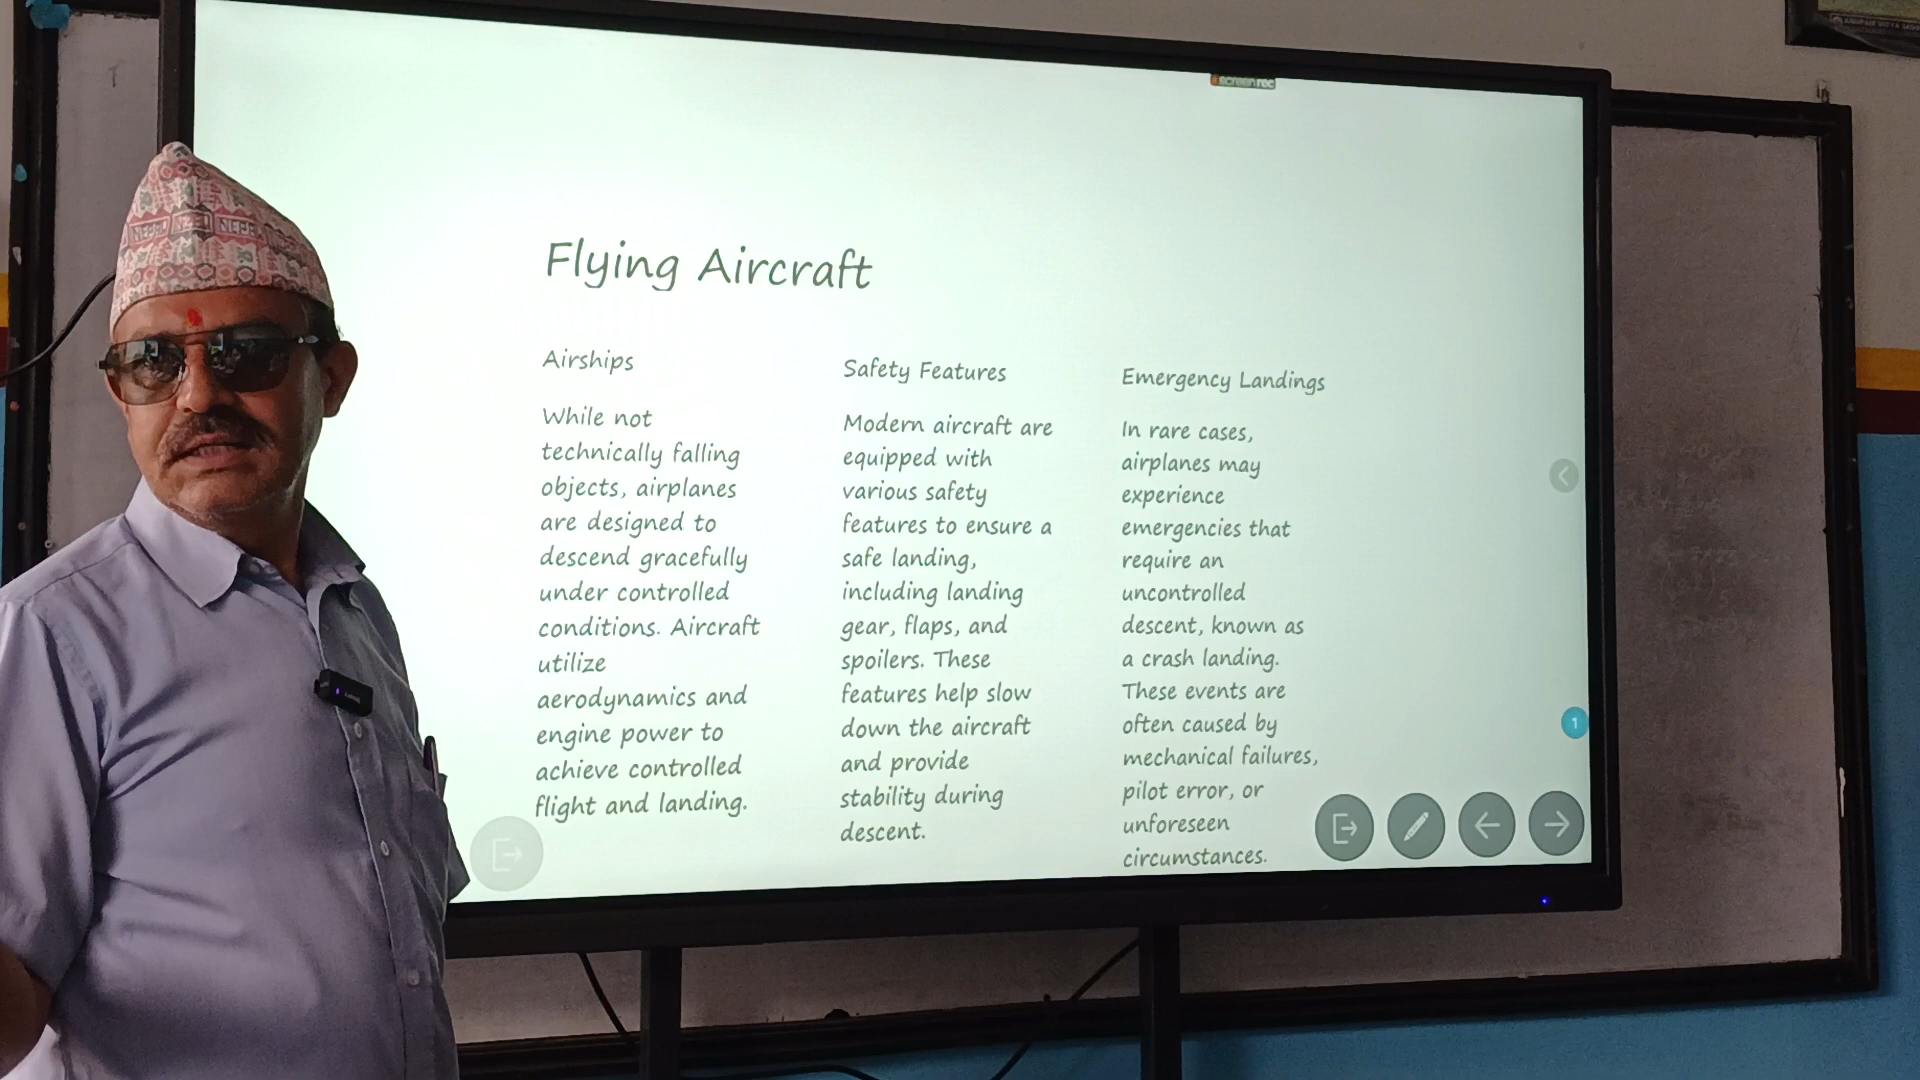 screenrec
Flying Aircraft
Airships
While not
technically falling
objects, airplanes
are designed to
descend gracefully
under controlled
conditions. Aircraft
utilize
aerodynamics and
engine power to
achieve controlled
flight and landing.
Safety Features
Modern aircraft are
equipped with
various safety
features to ensure a
safe landing,
including landing
gear, flaps, and
spoilers. These
features help slow
down the aircraft
and provide
stability during
descent.
Emergency Landings
In rare cases,
airplanes may
experience
emergencies that
require an
uncontrolled
descent, known as
a crash landing.
These events are
often caused by
mechanical failures,
pilot error, or
unforeseen
circumstances.
1
NEPAL